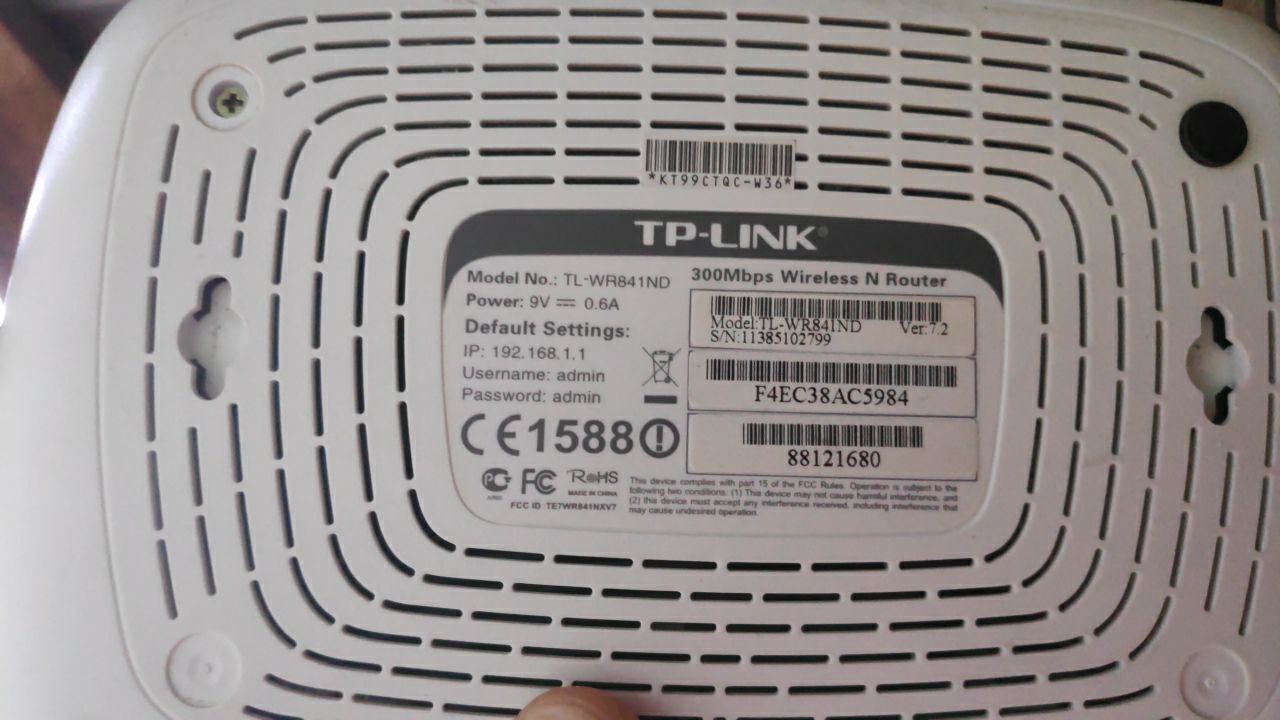 *KT99CTQC-W36*
TP-LINK®
Model No.: TL-WR841ND
300Mbps Wireless N Router
Power: 9V ⎓ 0.6A
Default Settings:
IP: 192.168.1.1
Username: admin
Password: admin
Model:TL-WR841ND Ver:7.2
S/N:11385102799
F4EC38AC5984
88121680
CE1588
FC
RoHS
MADE IN CHINA
FCC ID TE7WR841NXV7
This device complies with part 15 of the FCC Rules. Operation is subject to the
following two conditions. (1) This device may not cause harmful interference, and
(2) this device must accept any interference received, including interference that
may cause undesired operation.